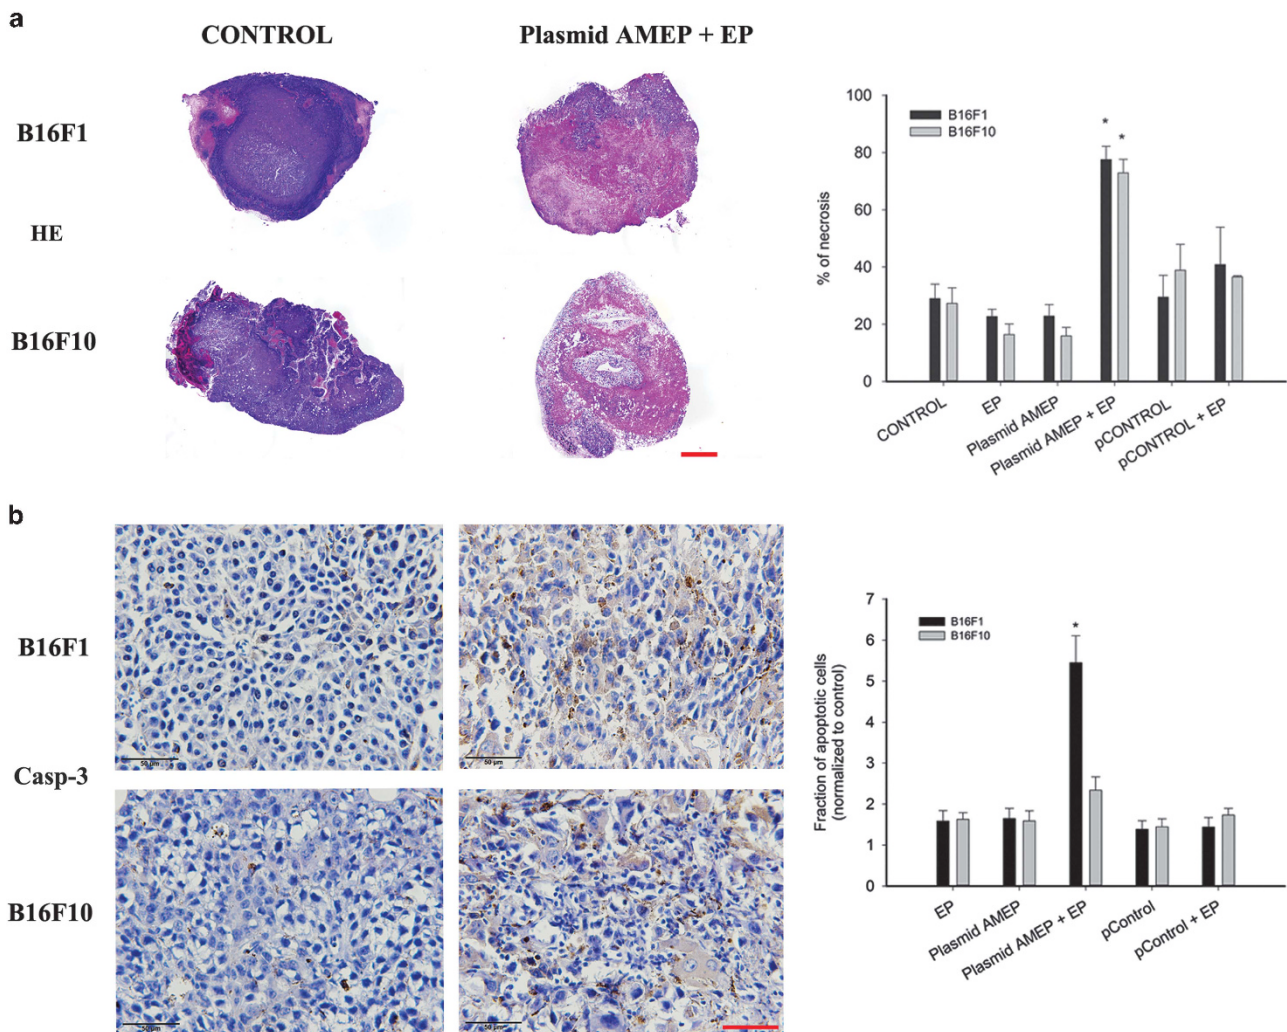 a
CONTROL
Plasmid AMEP + EP
B16F1
HE
B16F10
B16F1
B16F10
% of necrosis
100
80
60
40
20
0
*
*
CONTROL
EP
Plasmid AMEP
Plasmid AMEP + EP
pCONTROL
pCONTROL + EP
b
B16F1
Casp-3
B16F10
50 µm
50 µm
50 µm
50 µm
B16F1
B16F10
Fraction of apoptotic cells
(normalized to control)
7
6
5
4
3
2
1
0
*
EP
Plasmid AMEP
Plasmid AMEP + EP
pControl
pControl + EP